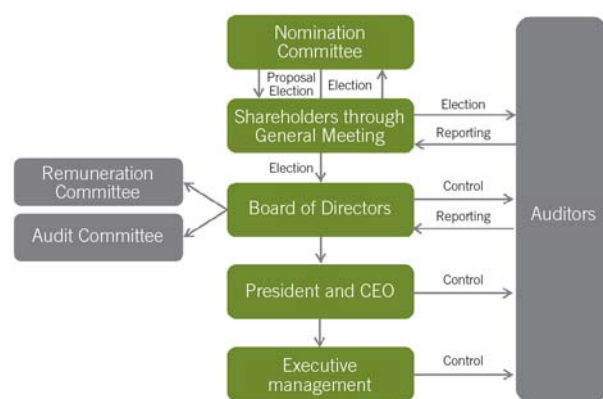 Nomination
Committee
Proposal
Election
Election
Shareholders through
General Meeting
Election
Reporting
Election
Remuneration
Committee
Audit Committee
Board of Directors
Control
Reporting
Auditors
President and CEO
Control
Executive
management
Control